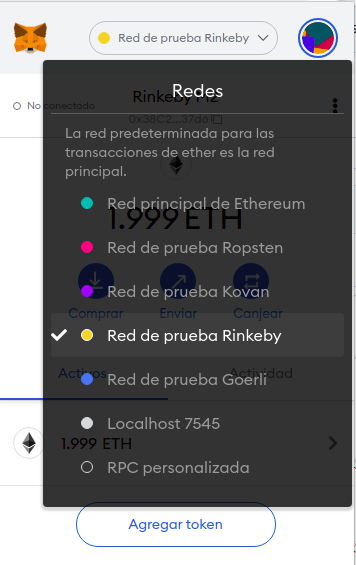 Red de prueba Rinkeby
Redes
No conectado
Rinkeby M2
0x38C2...37d6
La red predeterminada para las
transacciones de ether es la red
principal.
Red principal de Ethereum
1.999 ETH
Red de prueba Ropsten
Red de prueba Kovan
Comprar
Enviar
Canjear
Red de prueba Rinkeby
Activos
Actividad
Red de prueba Goerli
Localhost 7545
1.999 ETH
RPC personalizada
Agregar token